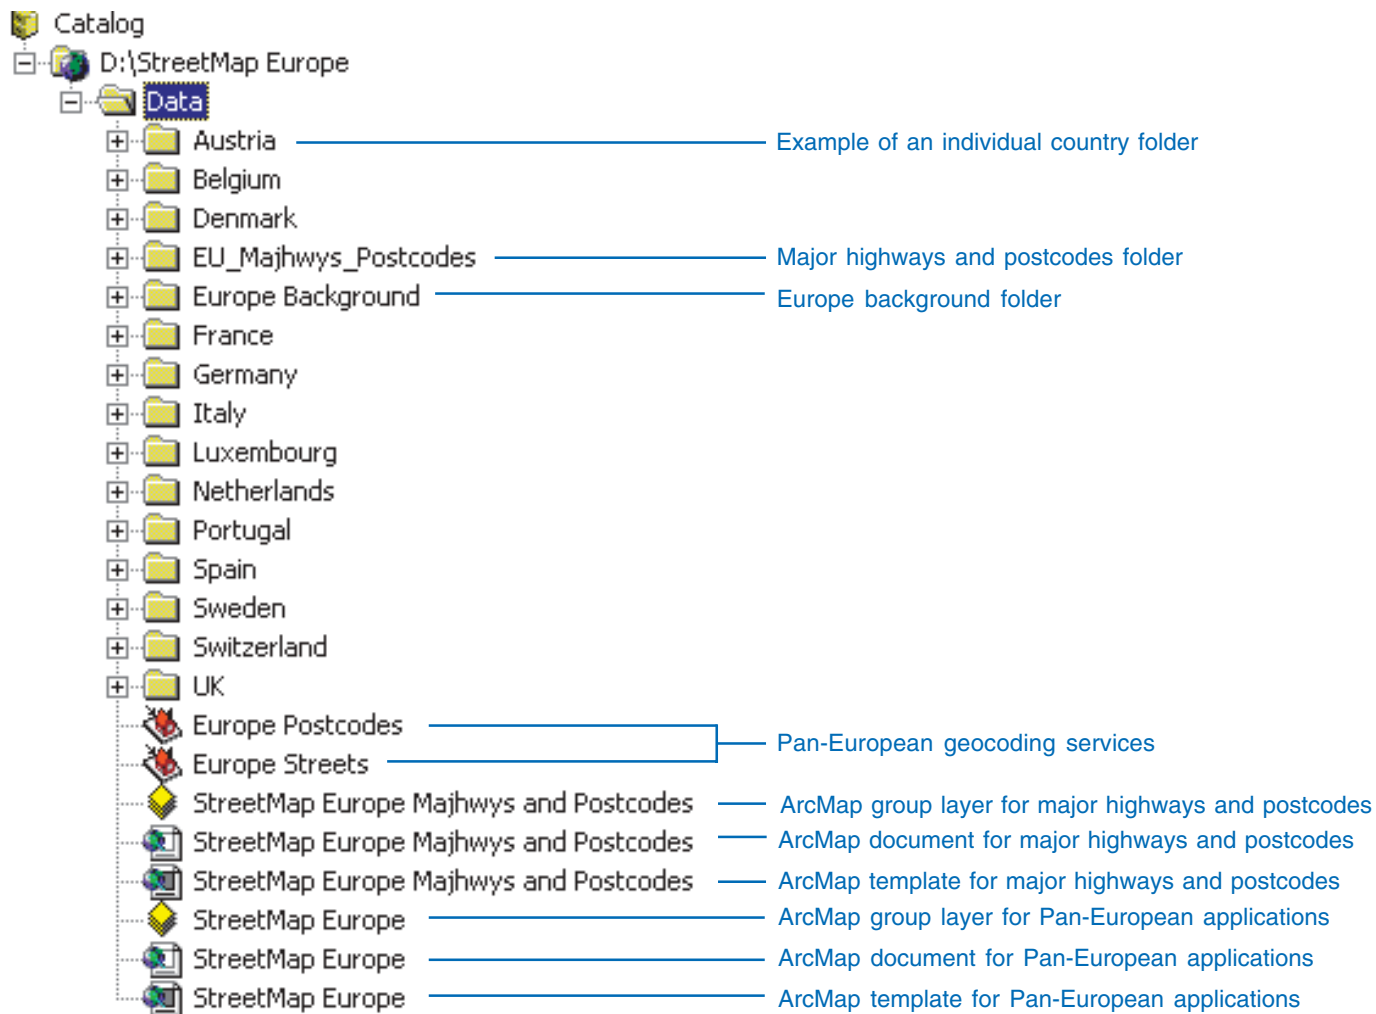 Catalog
D:\StreetMap Europe
Data
Austria Example of an individual country folder
Belgium
Denmark
EU_Majhwys_Postcodes Major highways and postcodes folder
Europe Background Europe background folder
France
Germany
Italy
Luxembourg
Netherlands
Portugal
Spain
Sweden
Switzerland
UK
Europe Postcodes
Pan-European geocoding services
Europe Streets
StreetMap Europe Majhwys and Postcodes ArcMap group layer for major highways and postcodes
StreetMap Europe Majhwys and Postcodes ArcMap document for major highways and postcodes
StreetMap Europe Majhwys and Postcodes ArcMap template for major highways and postcodes
StreetMap Europe ArcMap group layer for Pan-European applications
StreetMap Europe ArcMap document for Pan-European applications
StreetMap Europe ArcMap template for Pan-European applications